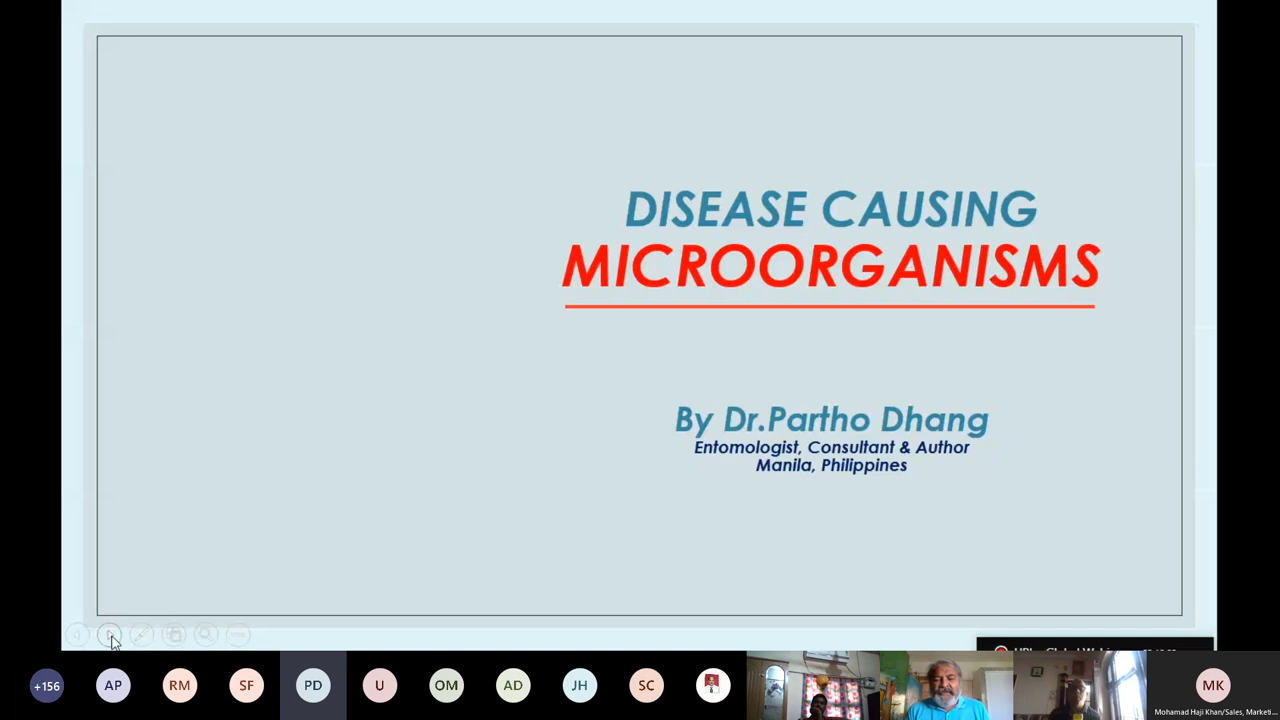 DISEASE CAUSING
MICROORGANISMS
By Dr.Partho Dhang
Entomologist, Consultant & Author
Manila, Philippines
+156
AP
RM
SF
PD
U
OM
AD
JH
SC
MK
Mohamad Haji Khan/Sales, Marketi...